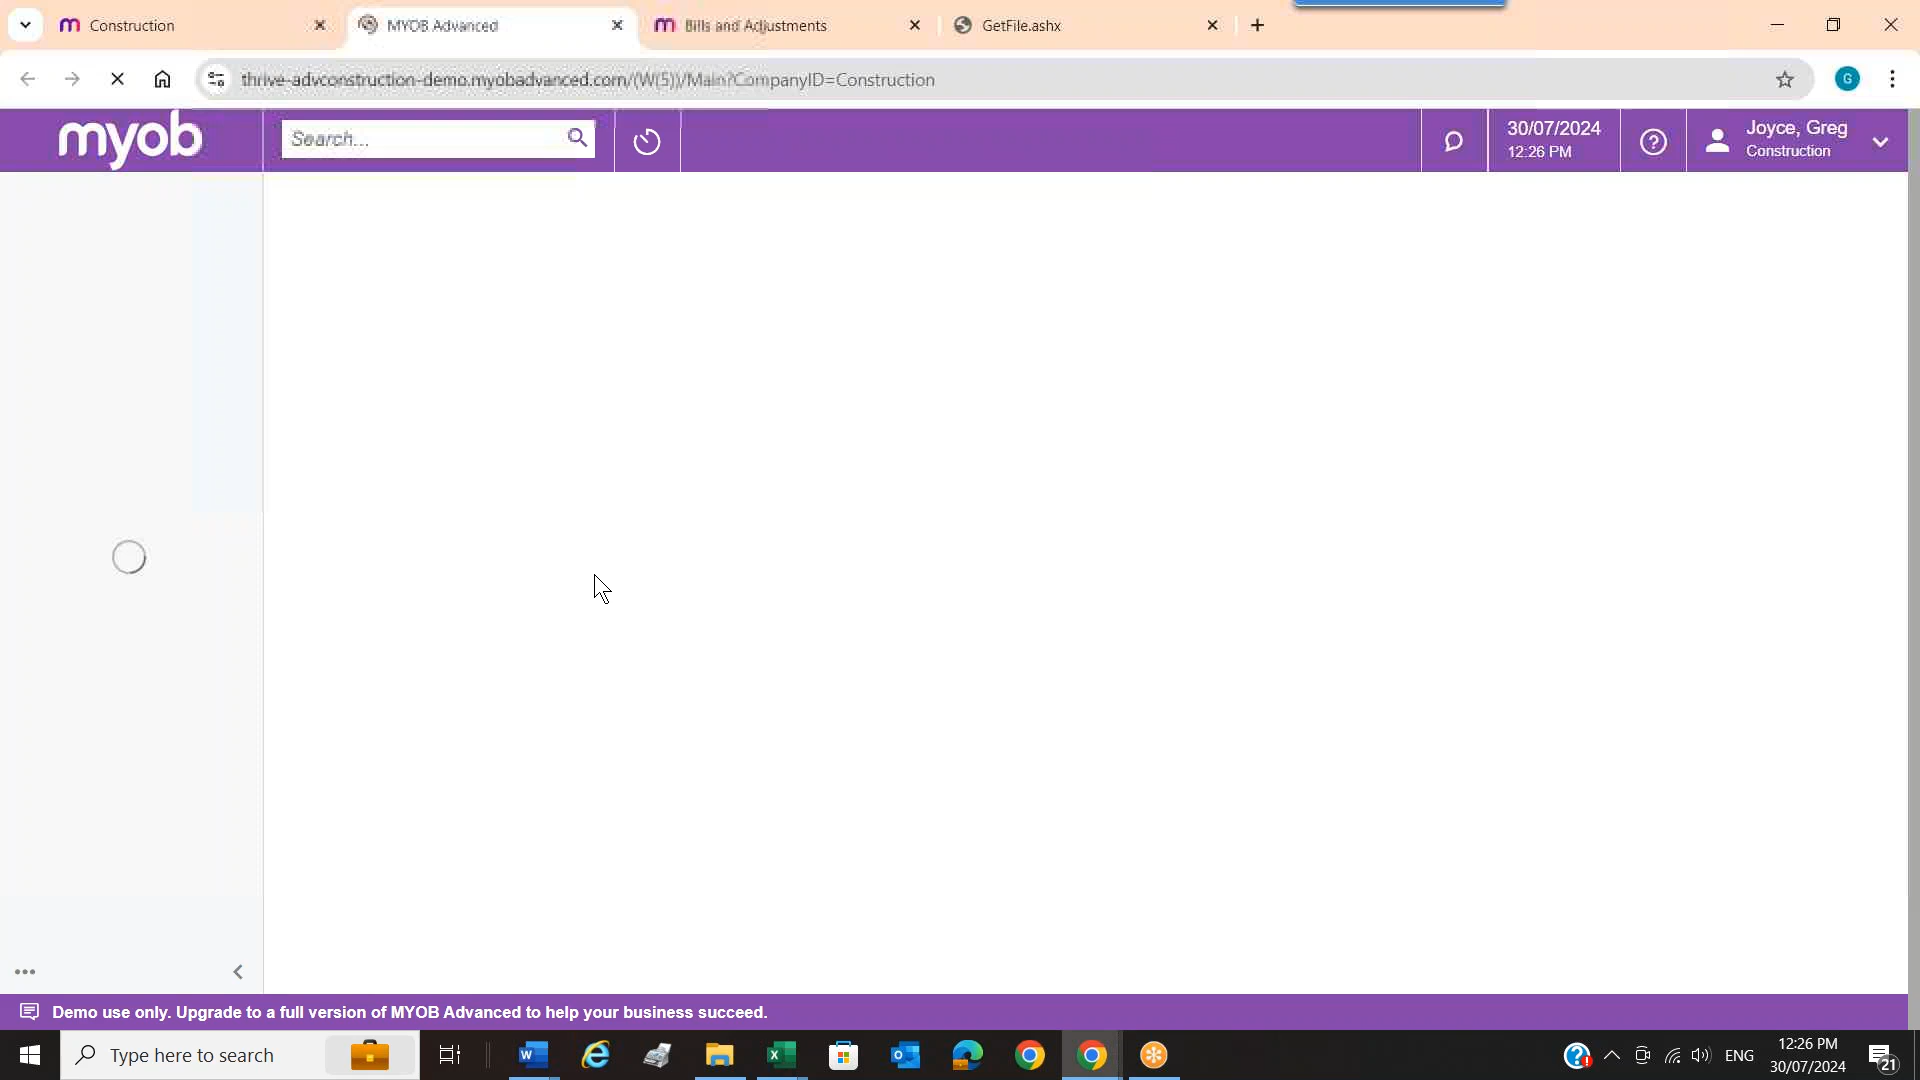 Construction
MYOB Advanced
Bills and Adjustments
GetFile.ashx
thrive-advconstruction-demo.myobadvanced.com/(W(5))/Main?CompanyID=Construction
G
myob
Search...
30/07/2024
12:26 PM
Joyce, Greg
Construction
Demo use only. Upgrade to a full version of MYOB Advanced to help your business succeed.
Type here to search
ENG
12:26 PM
30/07/2024
21